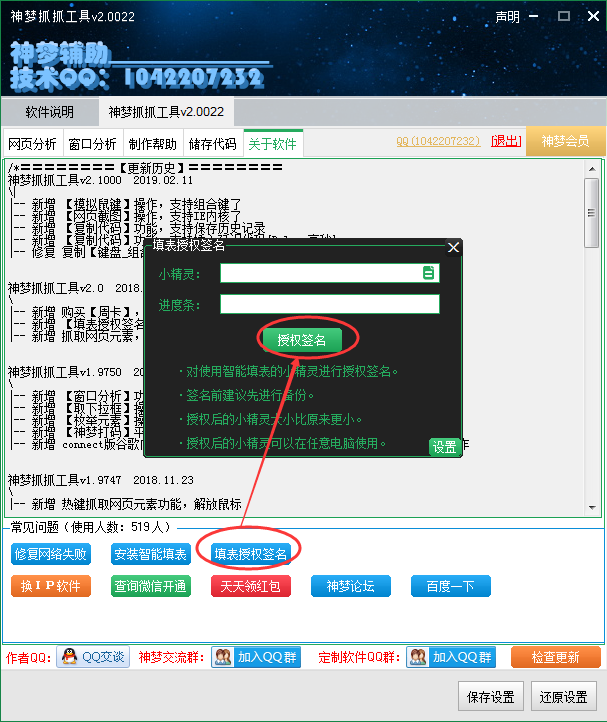 神梦抓抓工具v2.0022
声明
神梦辅助
技术QQ：1042207232
软件说明
神梦抓抓工具v2.0022
网页分析
窗口分析
制作帮助
储存代码
关于软件
QQ(1042207232)
[退出]
神梦会员
/*========【更新历史】========
神梦抓抓工具v2.1000 2019.02.11
\
|-- 新增 【模拟鼠键】操作，支持组合键了
|-- 新增 【网页截图】操作，支持IE内核了
|-- 新增 【复制代码】功能，支持保存历史记录
|-- 新增 【复制代码】功
|-- 修复 复制【键盘_组
神梦抓抓工具v2.0 2018.
\
|-- 新增 购买【周卡】，
|-- 新增 【填表授权签名
|-- 新增 抓取网页元素，
神梦抓抓工具v1.9750 2018
\
|-- 新增 【窗口分析】功
|-- 新增 【取下拉框】操
|-- 新增 【枚举元素】操
|-- 新增 【神梦打码】平
|-- 新增 connect版谷歌
作
神梦抓抓工具v1.9747 2018.11.23
\
|-- 新增 热键抓取网页元素功能，解放鼠标
填表授权签名
小精灵：
进度条：
授权签名
·对使用智能填表的小精灵进行授权签名。
·签名前建议先进行备份。
·授权后的小精灵大小比原来更小。
·授权后的小精灵可以在任意电脑使用。
设置
常见问题（使用人数：519人）
修复网络失败
安装智能填表
填表授权签名
换ＩＰ软件
查询微信开通
天天领红包
神梦论坛
百度一下
作者QQ：
QQ交谈
神梦交流群：
加入QQ群
定制软件QQ群：
加入QQ群
检查更新
保存设置
还原设置